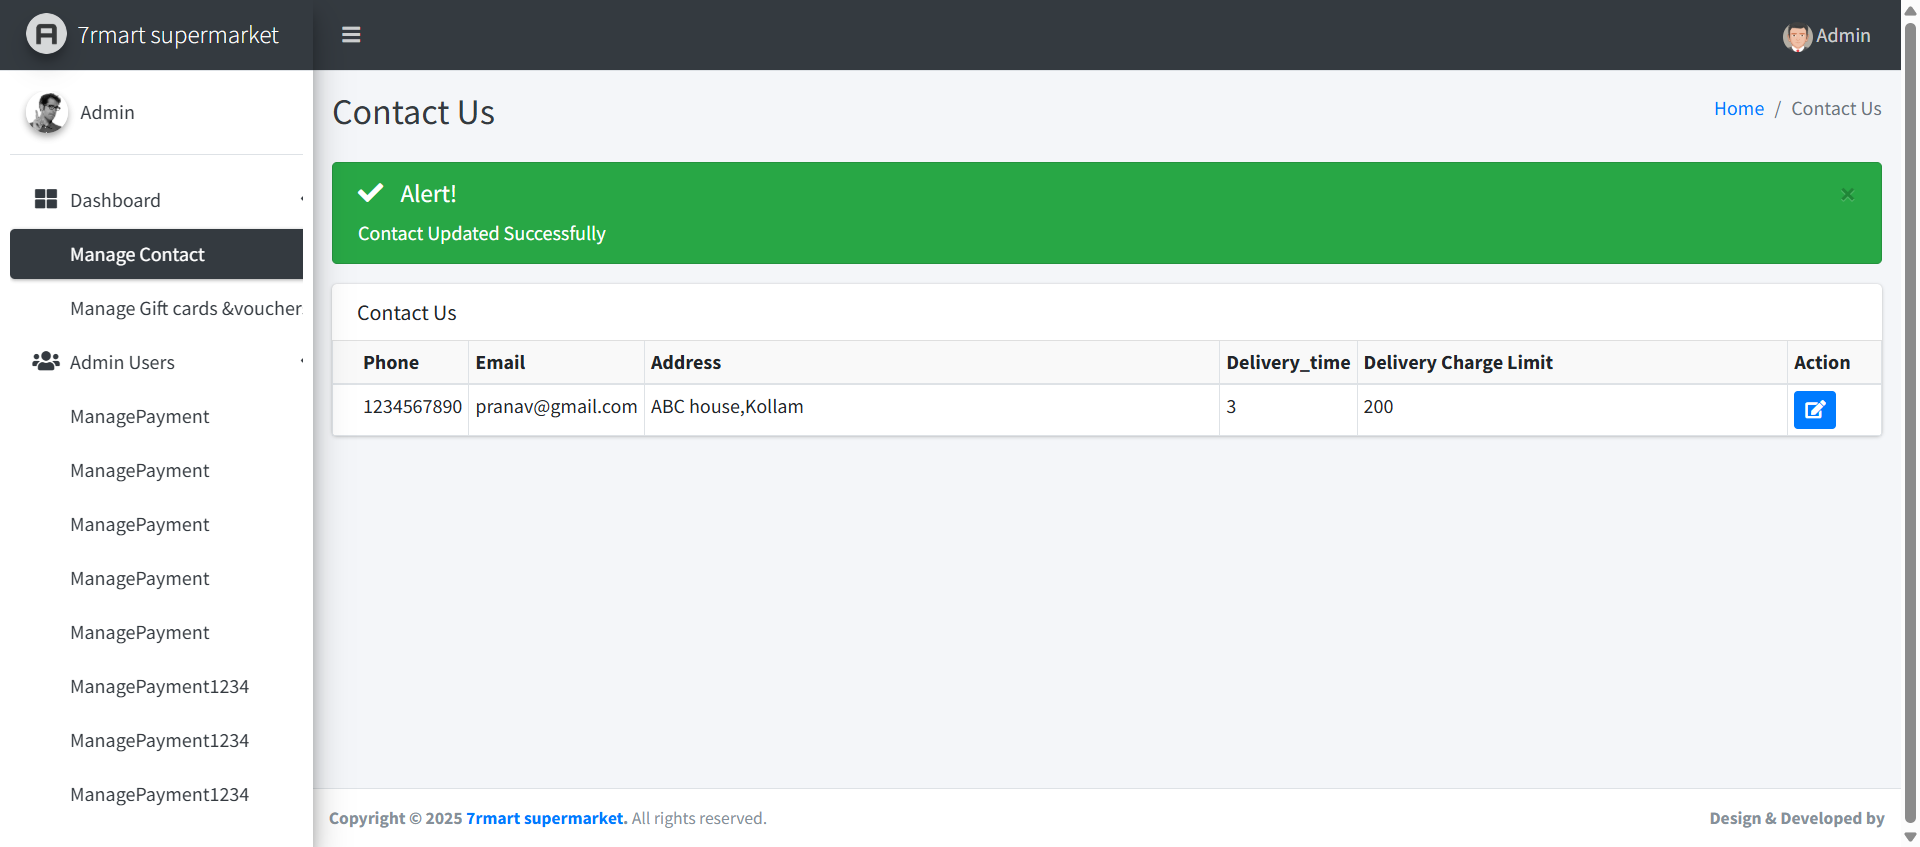 7rmart supermarket
Admin
Admin
Dashboard
Manage Contact
Manage Gift cards &voucher
Admin Users
ManagePayment
ManagePayment
ManagePayment
ManagePayment
ManagePayment
ManagePayment1234
ManagePayment1234
ManagePayment1234
Contact Us
Home / Contact Us
Alert!
×
Contact Updated Successfully
Contact Us
Phone Email Address Delivery_time Delivery Charge Limit Action
1234567890 pranav@gmail.com ABC house,Kollam 3 200
Copyright © 2025 7rmart supermarket. All rights reserved.
Design & Developed by